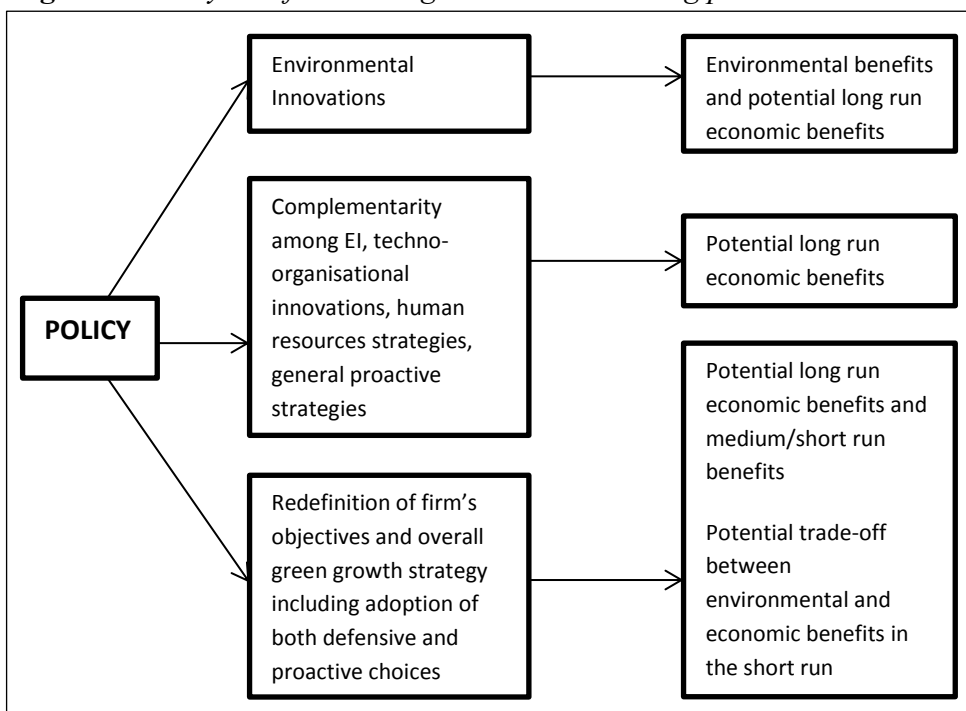 Environmental
Innovations
Environmental benefits
and potential long run
economic benefits
Complementarity
among EI, techno-
organisational
innovations, human
resources strategies,
general proactive
strategies
Potential long run
economic benefits
POLICY
Redefinition of firm's
objectives and overall
green growth strategy
including adoption of
both defensive and
proactive choices
Potential long run
economic benefits and
medium/short run
benefits
Potential trade-off
between
environmental and
economic benefits in
the short run